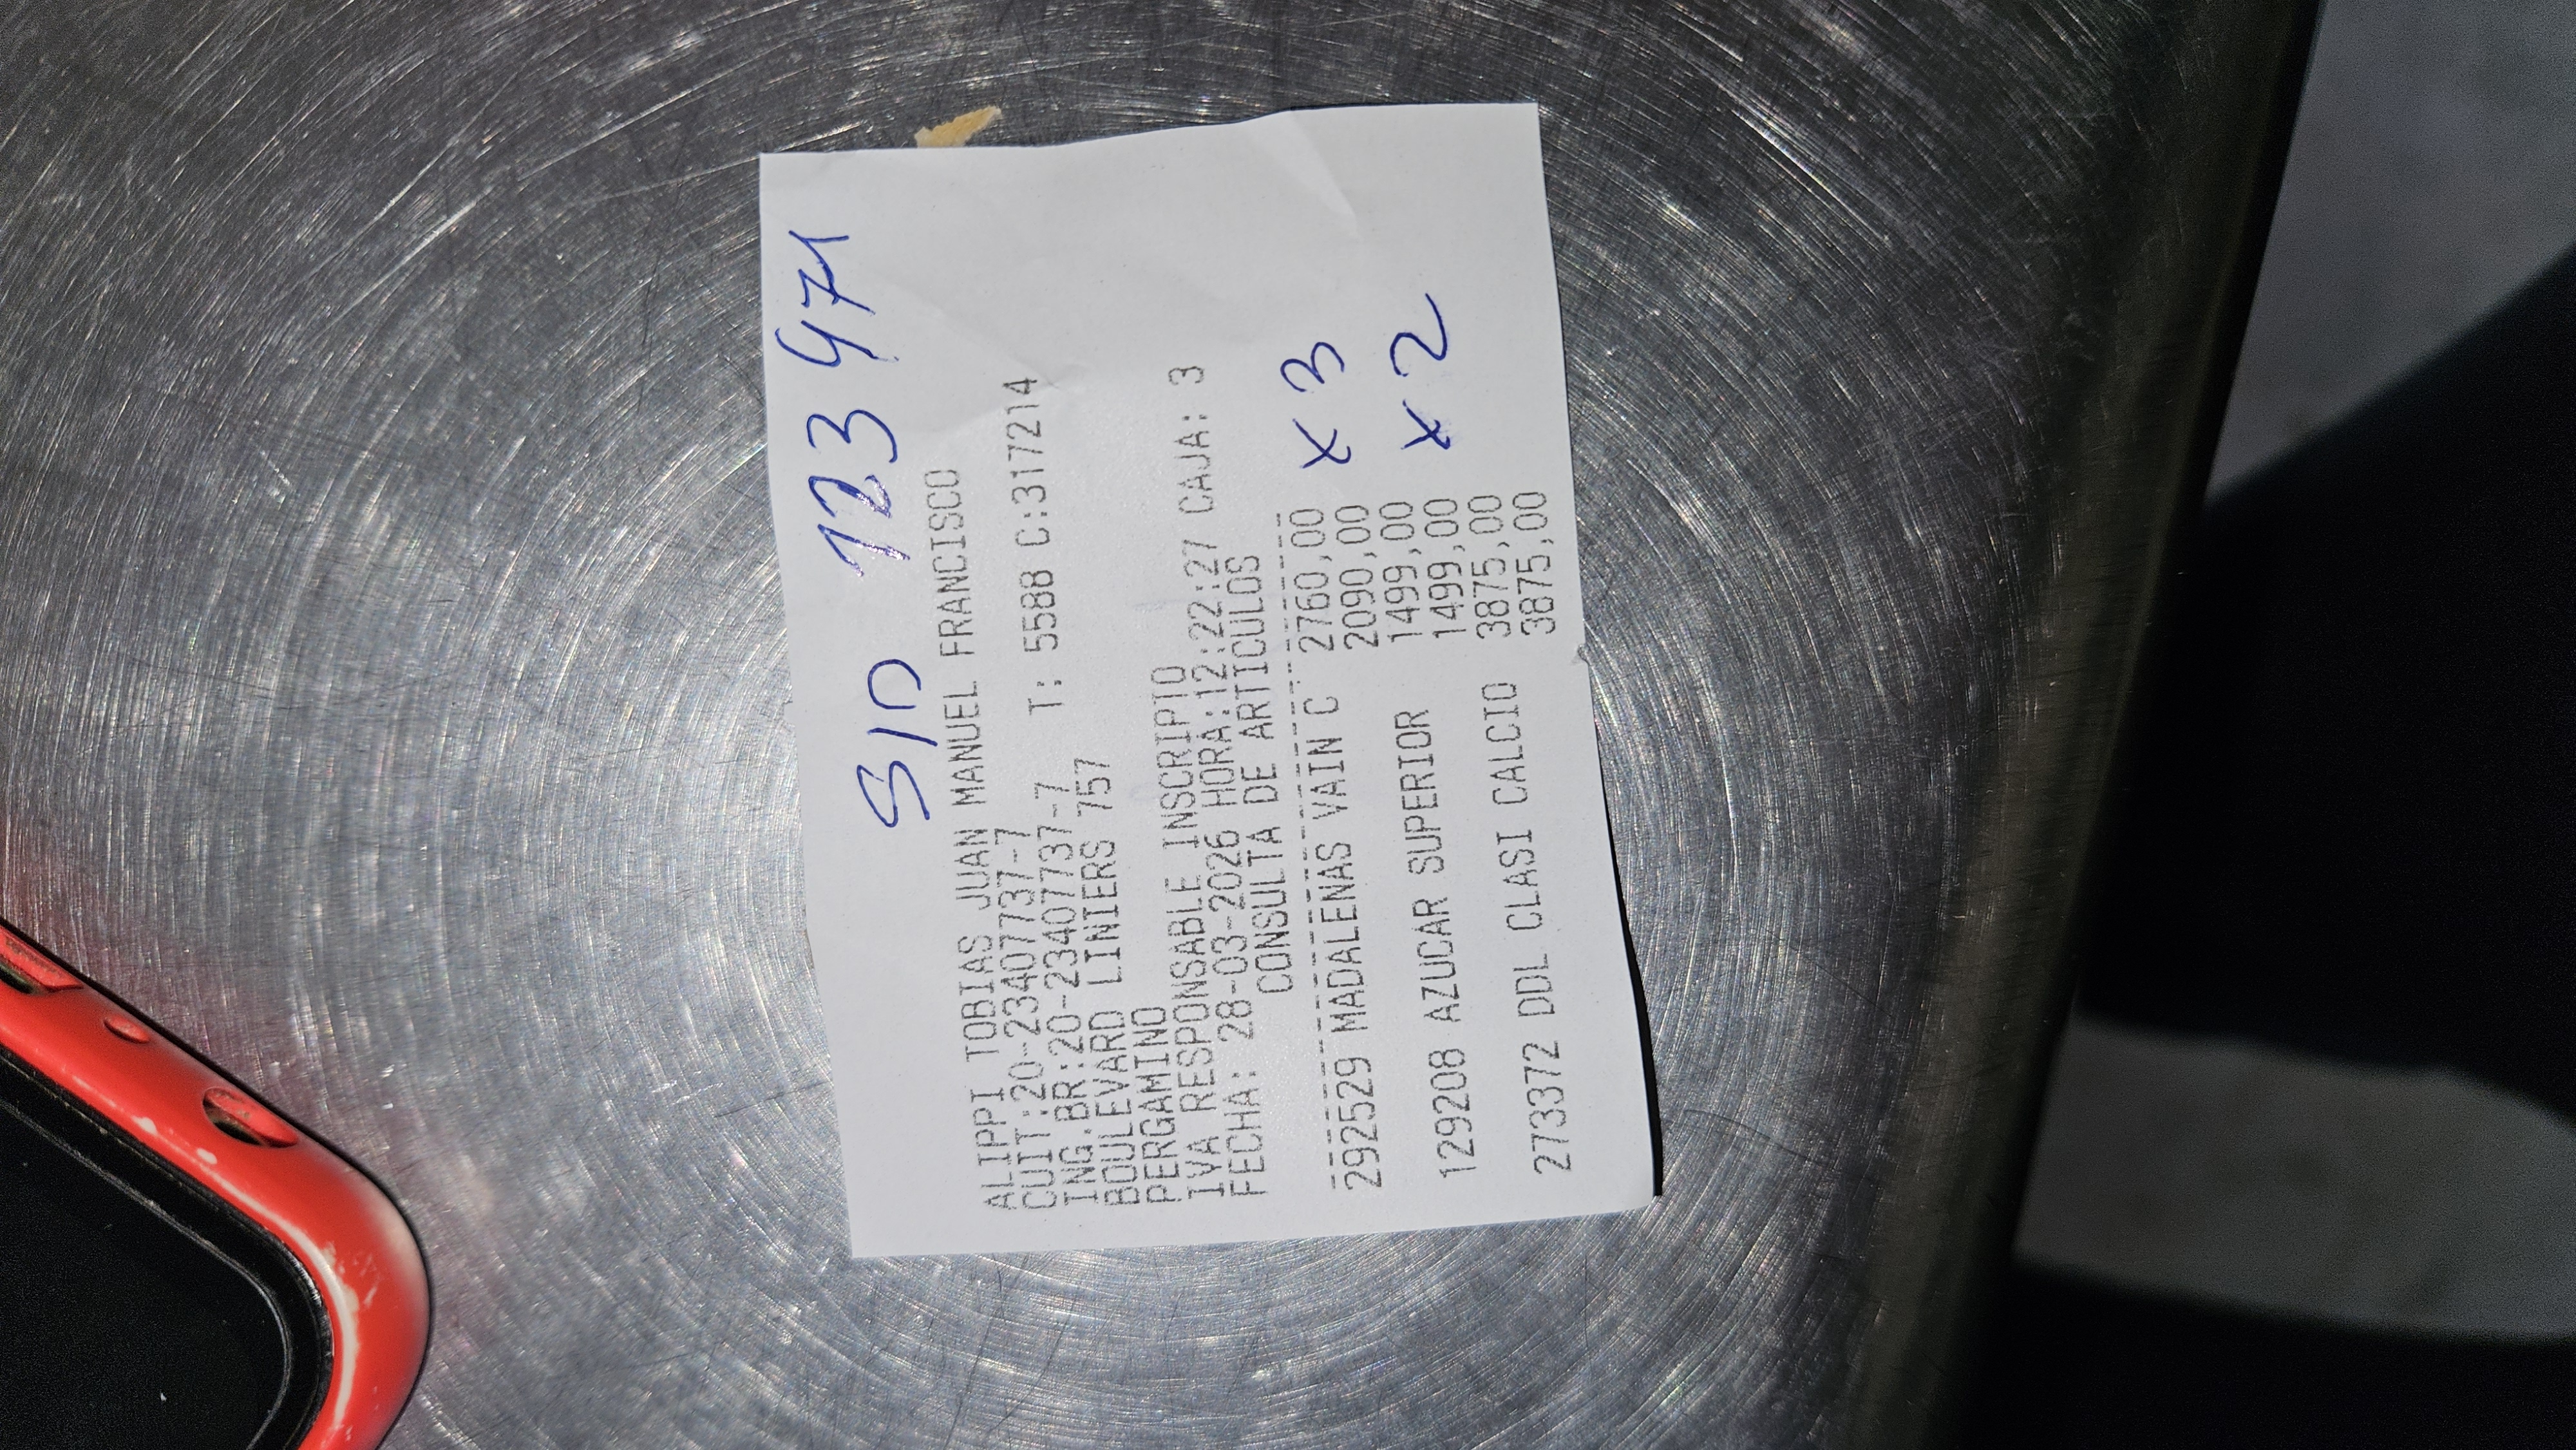 S/D 123471
ALIPPI TOBIAS JUAN MANUEL FRANCISCO
CUIT:20-23407737-7
ING.BR:20-23407737-7 T: 5588 C:317214
BOULEVARD LINIERS 757
PERGAMINO
IVA RESPONSABLE INSCRIPTO
FECHA: 28-03-2026 HORA:12:22:27 CAJA: 3
CONSULTA DE ARTICULOS
292529 MADALENAS VAIN C 2760,00 x3
2090,00
129208 AZUCAR SUPERIOR 1499,00 x2
1499,00
273372 DDL CLASI CALCIO 3875,00
3875,00